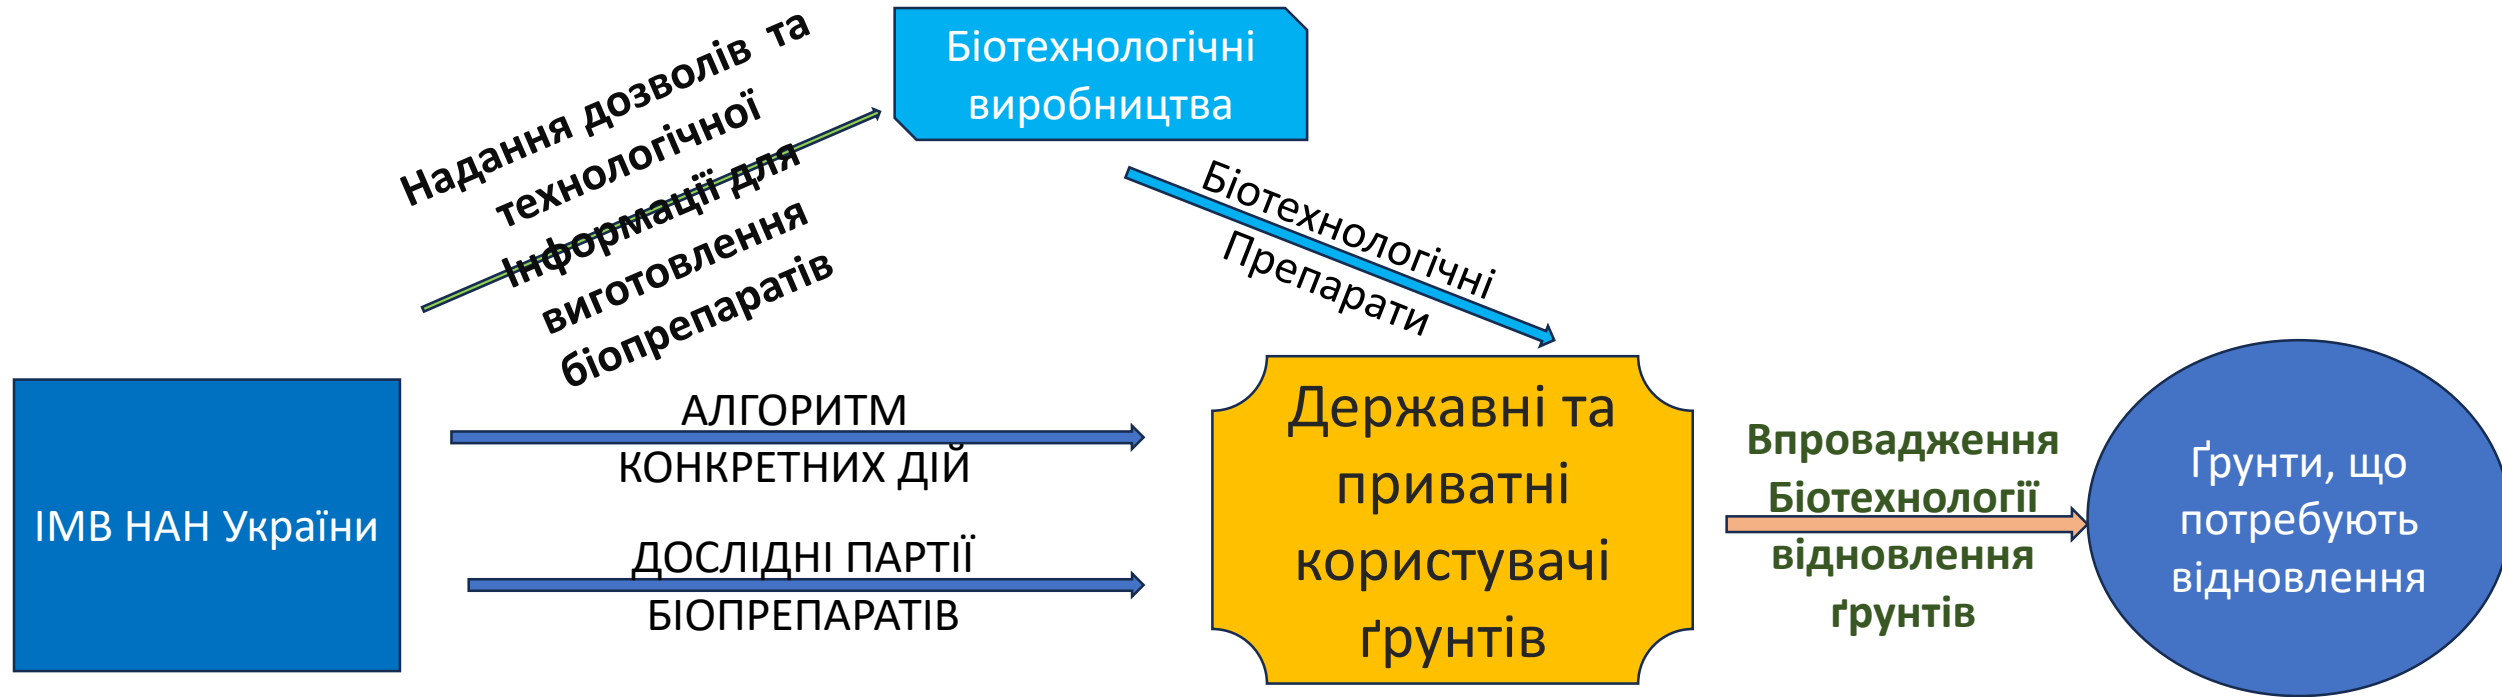 Надання дозволів та
технологічної
Інформації для
виготовлення
біопрепаратів
Біотехнологічні
виробництва
Біотехнологічні
Препарати
ІМВ НАН України
АЛГОРИТМ
КОНКРЕТНИХ ДІЙ
ДОСЛІДНІ ПАРТІЇ
БІОПРЕПАРАТІВ
Державні та
приватні
користувачі
ґрунтів
Впровадження
Біотехнології
відновлення
ґрунтів
Ґрунти, що
потребують
відновлення